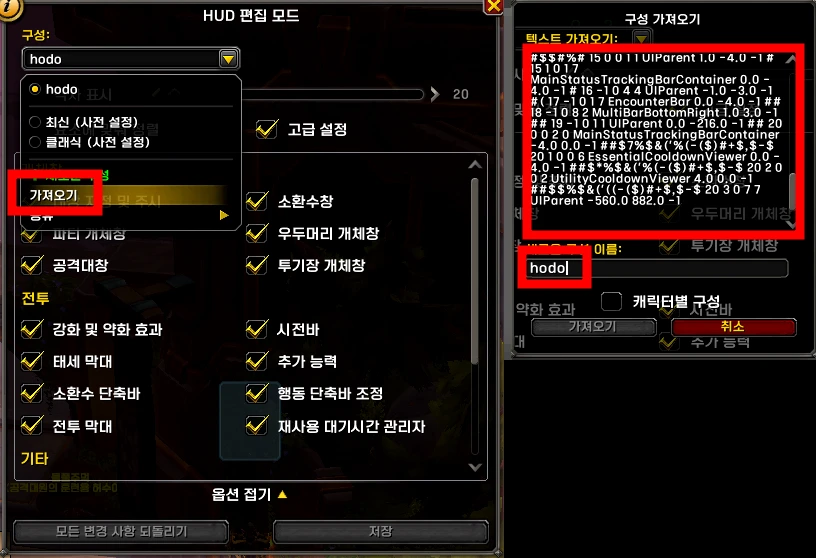 HUD 편집 모드
구성:
hodo
hodo
최신 (사전 설정)
클래식 (사전 설정)
가져오기
공유
표시
20
고급 설정
소환수창
파티 개체창
우두머리 개체창
공격대창
투기장 개체창
전투
강화 및 약화 효과
시전바
태세 막대
추가 능력
소환수 단축바
행동 단축바 조정
전투 막대
재사용 대기시간 관리자
기타
옵션 접기
모든 변경 사항 되돌리기
저장
구성 가져오기
텍스트 가져오기:
#$$#%# 15 0 0 1 1 UIParent 1.0 -4.0 -1 #
15 1 0 1 7
MainStatusTrackingBarContainer 0.0 -
4.0 -1 # 16 -1 0 4 4 UIParent -1.0 -3.0 -1
#( 17 -1 0 1 7 EncounterBar 0.0 -4.0 -1 ##
18 -1 0 8 2 MultiBarBottomRight 1.0 3.0 -1
## 19 -1 0 1 1 UIParent 0.0 -216.0 -1 ## 20
0 0 2 0 MainStatusTrackingBarContainer
-4.0 0.0 -1 ##$7%$&('%(-($)#+$,$-$
20 1 0 0 6 EssentialCooldownViewer 0.0 -
4.0 -1 ##$*%$&('%(-($)#+$,$-$ 20 2 0
0 2 UtilityCooldownViewer 4.0 0.0 -1
##$$%$&('((-($)#+$,$-$ 20 3 0 7 7
UIParent -560.0 882.0 -1
우두머리 개체창
이름:
투기장 개체창
hodo
약화 효과
시전바
캐릭터별 구성
가져오기
취소
추가 능력